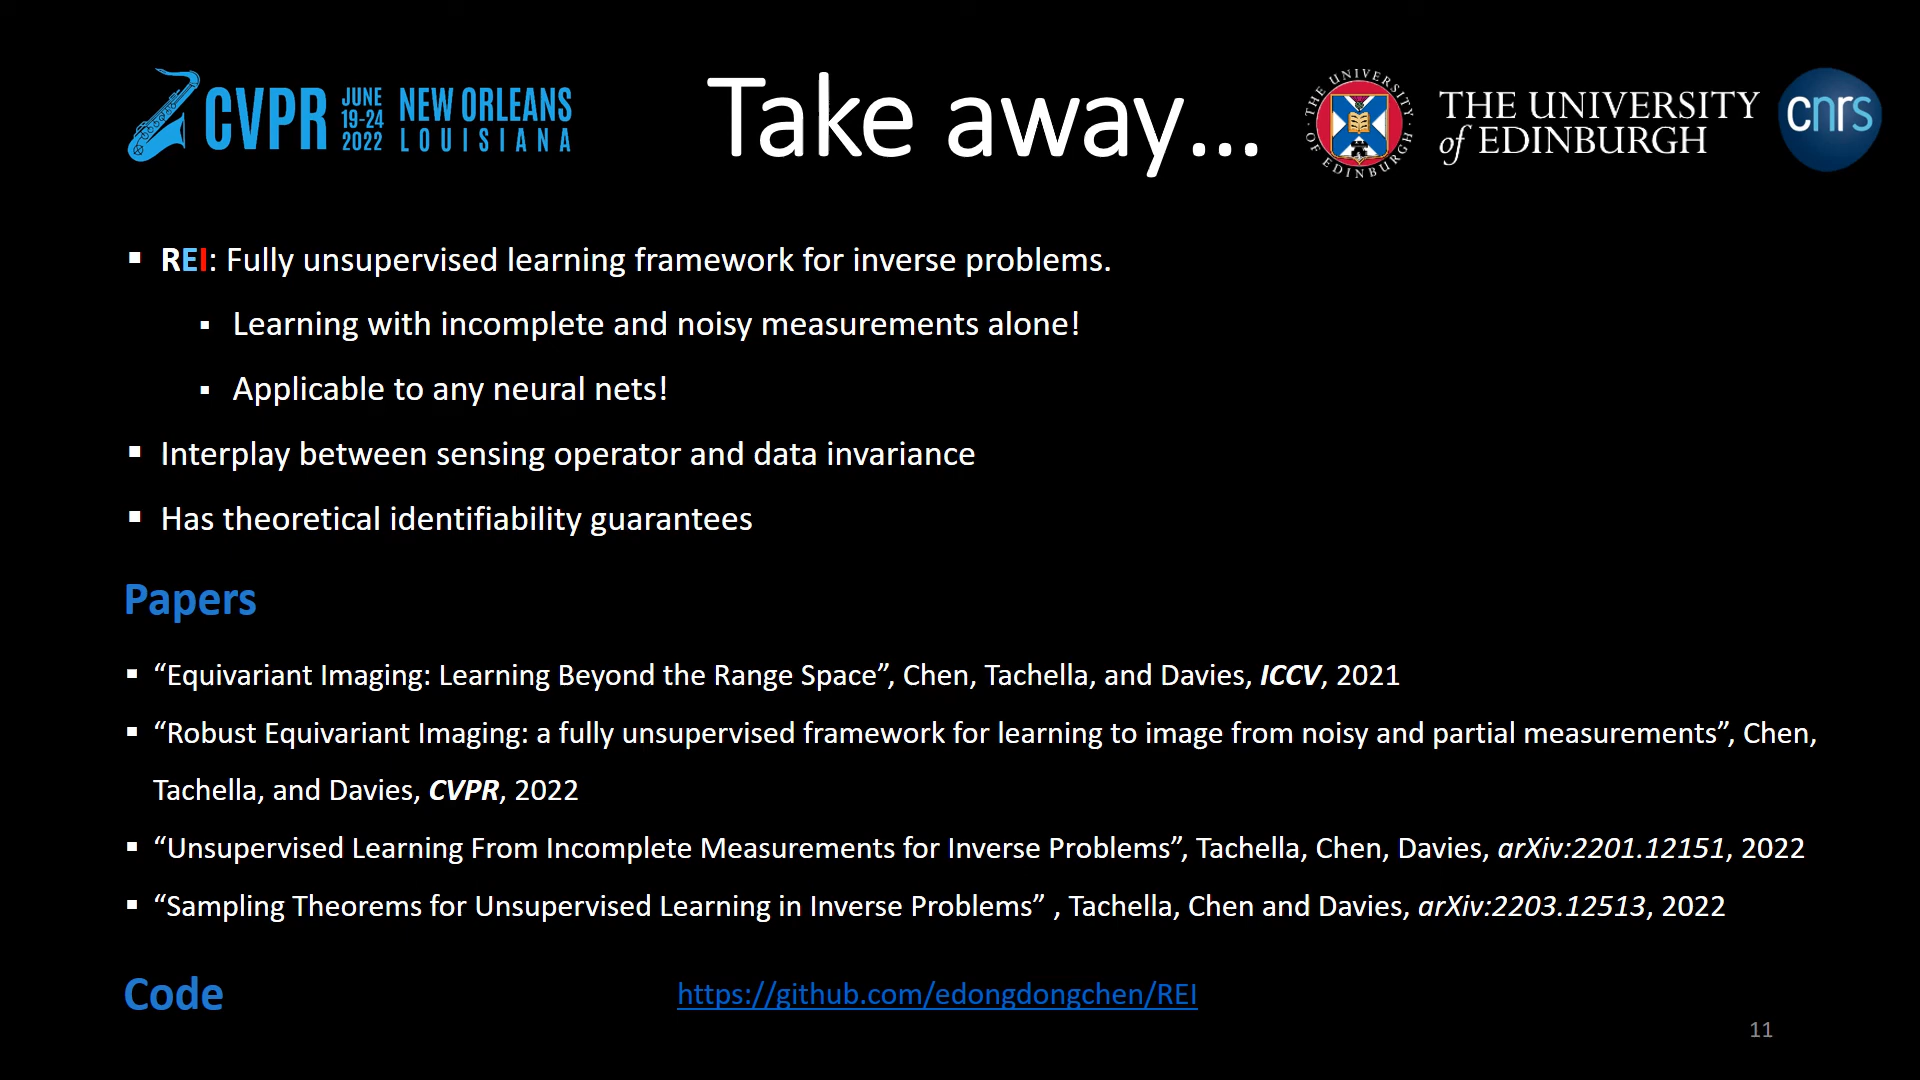 CVPR JUNE 19-24 2022 NEW ORLEANS LOUISIANA
Take away...
THE UNIVERSITY OF EDINBURGH
THE UNIVERSITY
of EDINBURGH
cnrs
▪ REI: Fully unsupervised learning framework for inverse problems.
▪ Learning with incomplete and noisy measurements alone!
▪ Applicable to any neural nets!
▪ Interplay between sensing operator and data invariance
▪ Has theoretical identifiability guarantees
Papers
▪ “Equivariant Imaging: Learning Beyond the Range Space”, Chen, Tachella, and Davies, ICCV, 2021
▪ “Robust Equivariant Imaging: a fully unsupervised framework for learning to image from noisy and partial measurements”, Chen,
Tachella, and Davies, CVPR, 2022
▪ “Unsupervised Learning From Incomplete Measurements for Inverse Problems”, Tachella, Chen, Davies, arXiv:2201.12151, 2022
▪ “Sampling Theorems for Unsupervised Learning in Inverse Problems” , Tachella, Chen and Davies, arXiv:2203.12513, 2022
Code
https://github.com/edongdongchen/REI
11